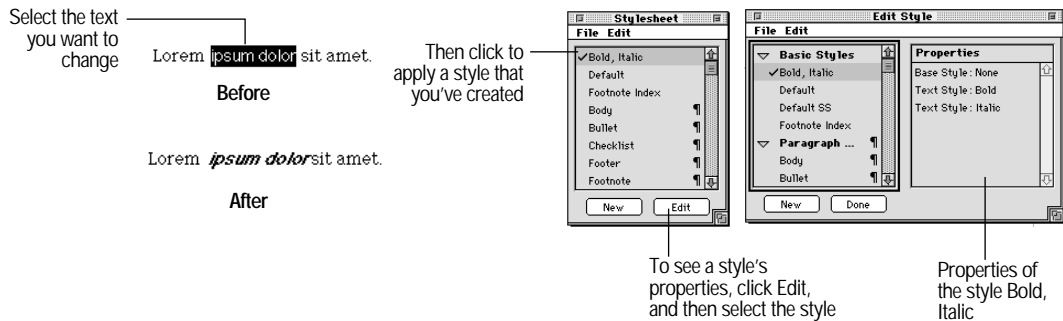 Select the text
you want to
change
Lorem ipsum dolor sit amet.
Before
Lorem ipsum dolorsit amet.
After
Then click to
apply a style that
you've created
Stylesheet
File Edit
✓Bold, Italic
Default
Footnote Index
Body ¶
Bullet ¶
Checklist ¶
Footer ¶
Footnote ¶
New Edit
To see a style's
properties, click Edit,
and then select the style
Edit Style
File Edit
Basic Styles
✓Bold, Italic
Default
Default SS
Footnote Index
Paragraph ... ¶
Body ¶
Bullet ¶
New Done
Properties
Base Style: None
Text Style: Bold
Text Style: Italic
Properties of
the style Bold,
Italic